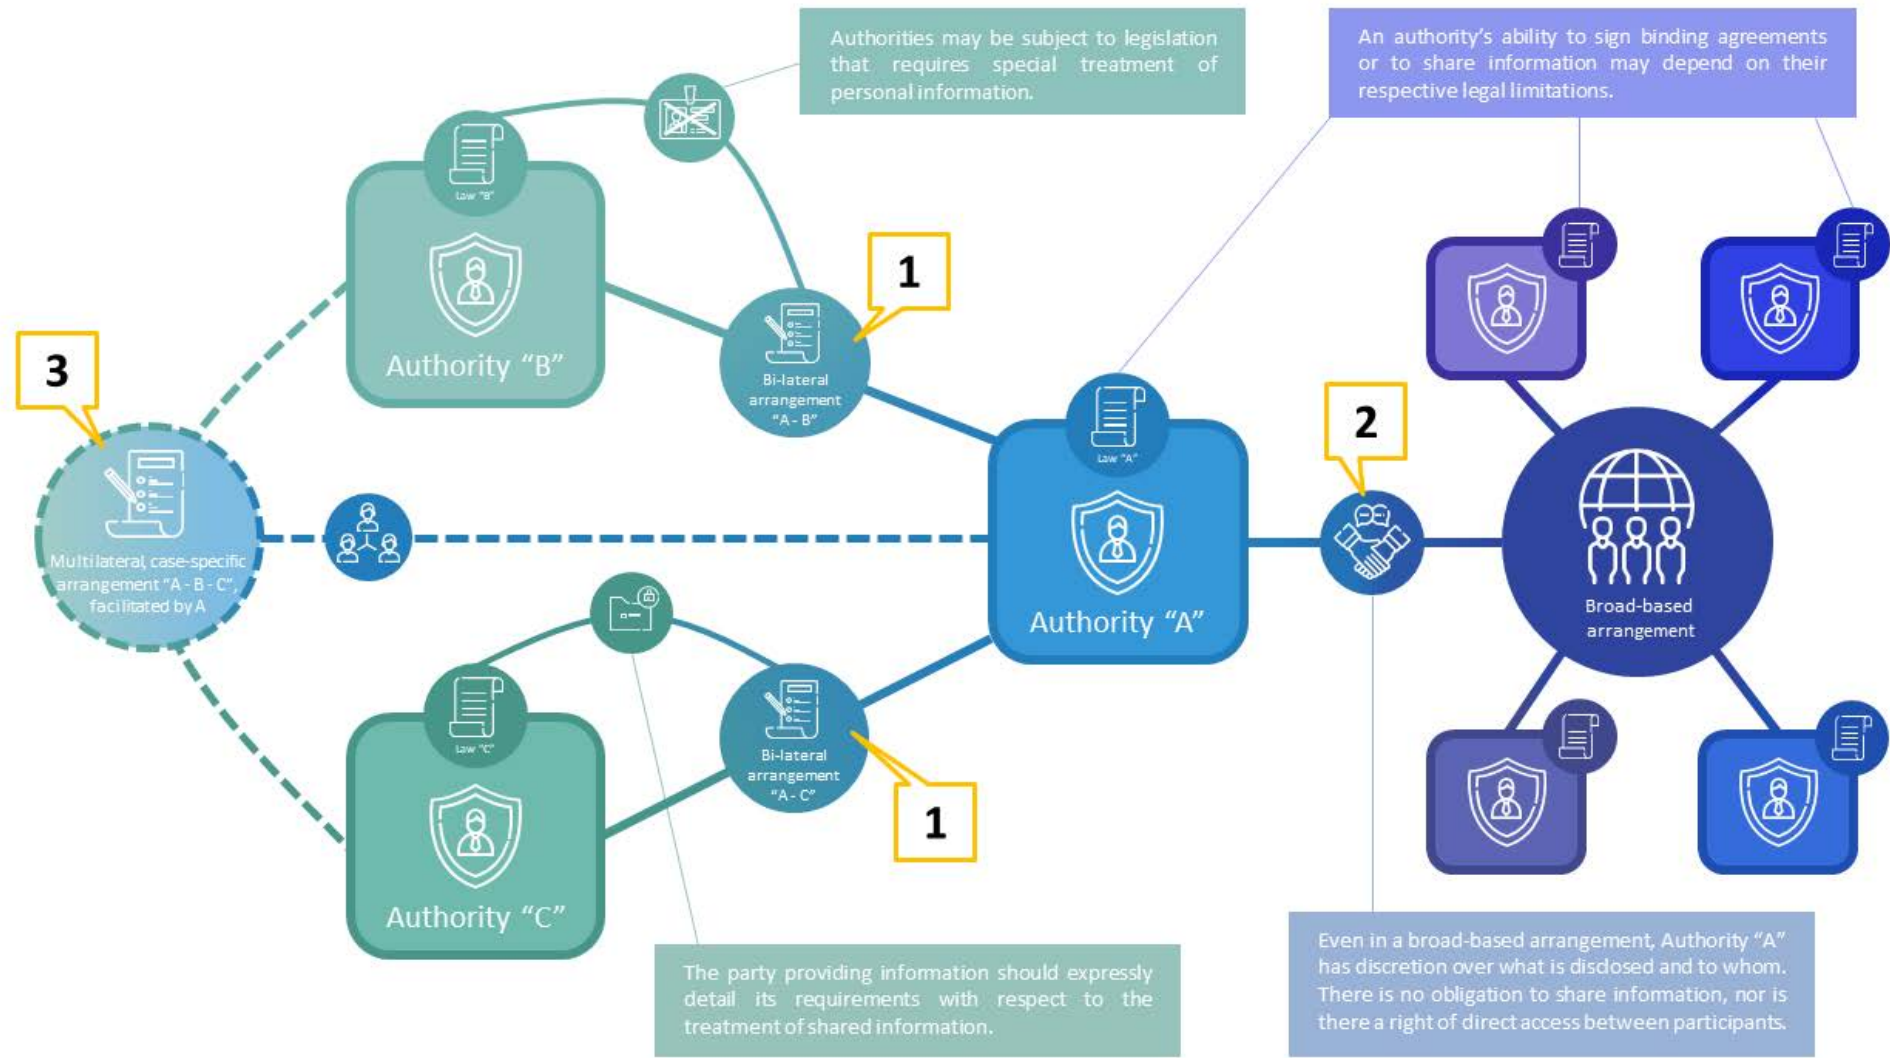 Authorities may be subject to legislation
that requires special treatment of
personal information.
An authority's ability to sign binding agreements
or to share information may depend on their
respective legal limitations.
Law "B"
Authority "B"
1
Bi-lateral
arrangement
"A - B"
3
Multilateral, case-specific
arrangement "A - B - C",
facilitated by A
Law "A"
Authority "A"
2
Broad-based
arrangement
Law "C"
Authority "C"
Bi-lateral
arrangement
"A - C"
1
The party providing information should expressly
detail its requirements with respect to the
treatment of shared information.
Even in a broad-based arrangement, Authority "A"
has discretion over what is disclosed and to whom.
There is no obligation to share information, nor is
there a right of direct access between participants.